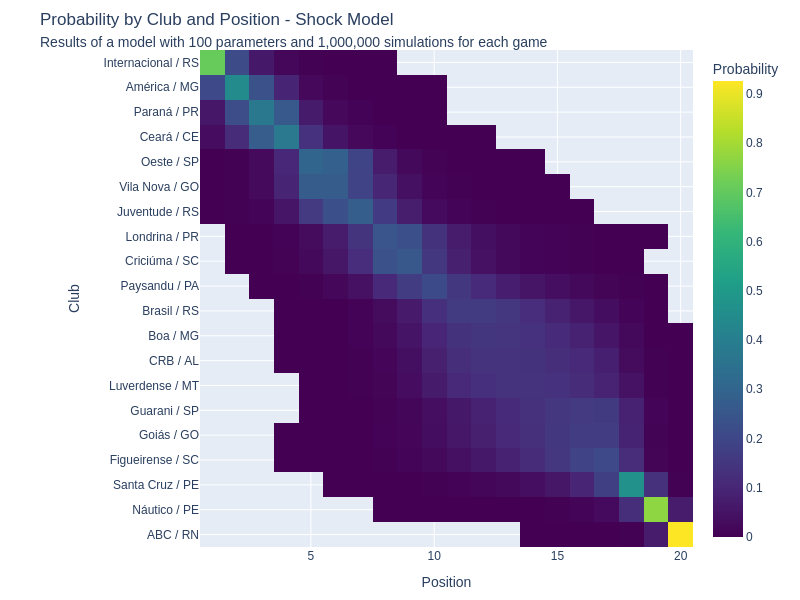 Probability by Club and Position - Shock Model
Results of a model with 100 parameters and 1,000,000 simulations for each game
Probability
Internacional / RS
América / MG
Paraná / PR
Ceará / CE
Oeste / SP
Vila Nova / GO
Juventude / RS
Londrina / PR
Criciúma / SC
Paysandu / PA
Brasil / RS
Boa / MG
CRB / AL
Luverdense / MT
Guarani / SP
Goiás / GO
Figueirense / SC
Santa Cruz / PE
Náutico / PE
ABC / RN
Club
5
10
15
20
Position
0.9
0.8
0.7
0.6
0.5
0.4
0.3
0.2
0.1
0